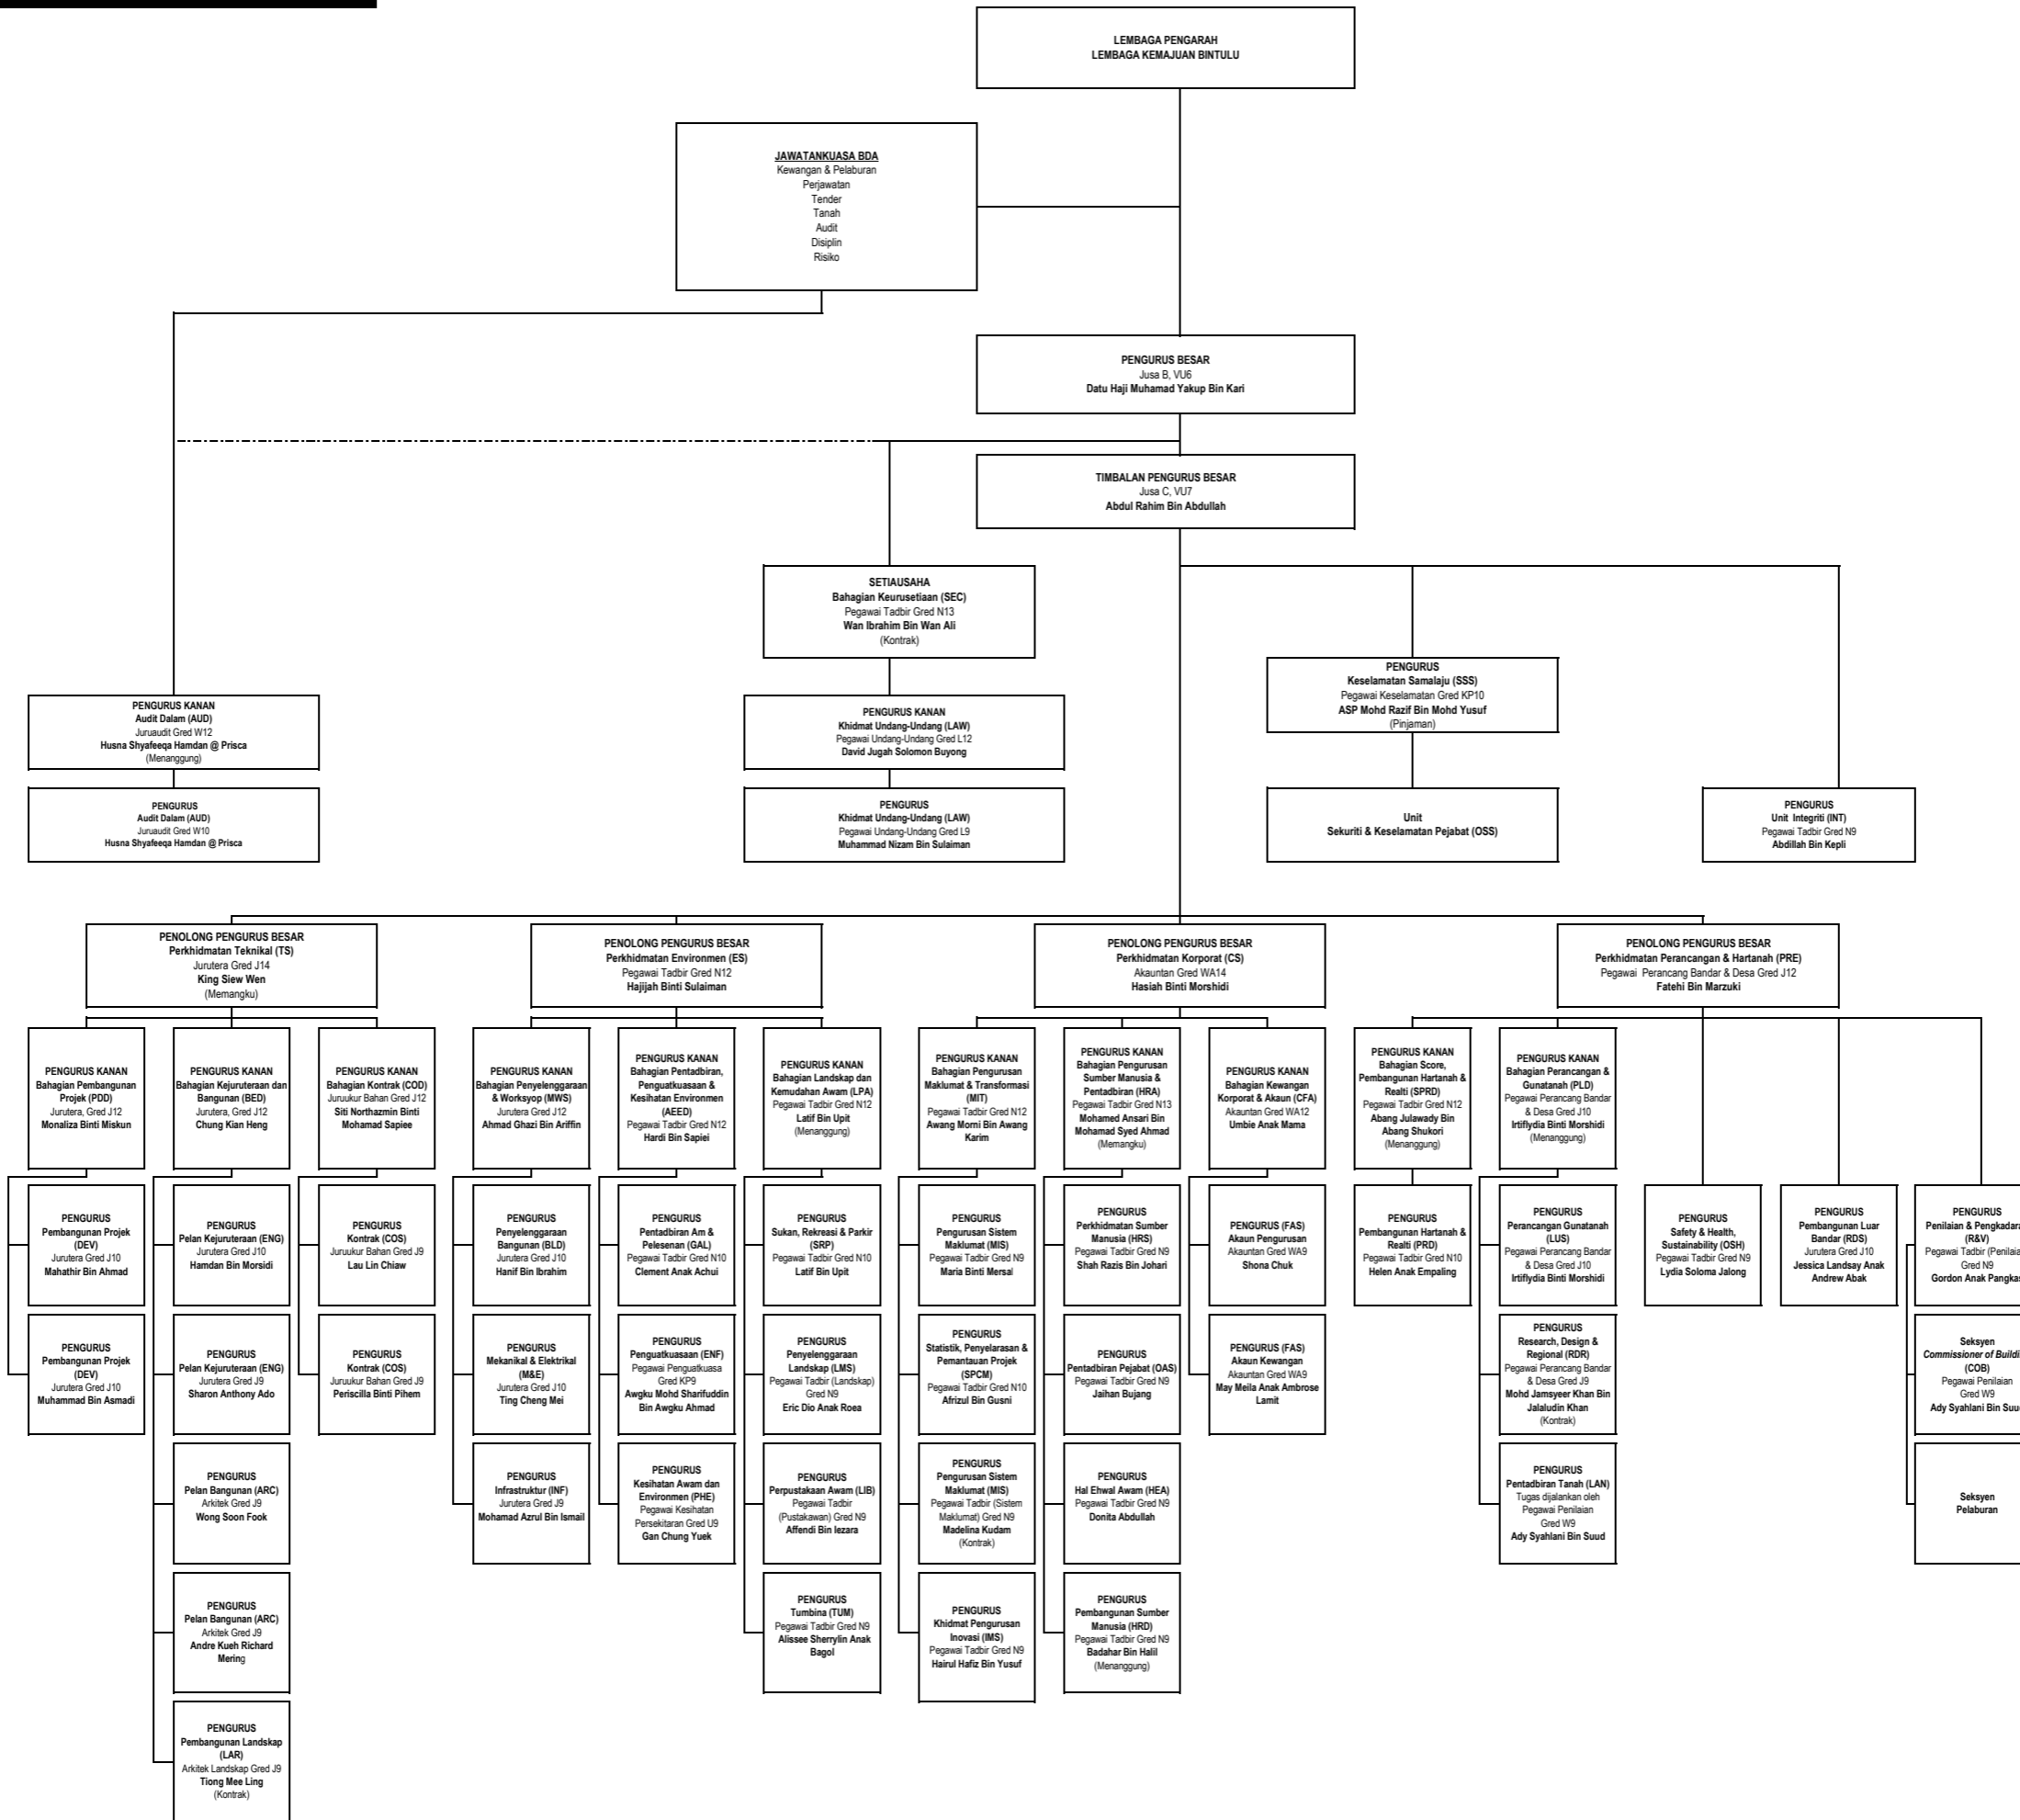 LEMBAGA PENGARAH
LEMBAGA KEMAJUAN BINTULU
JAWATANKUASA BDA
Kewangan & Pelaburan
Perjawatan
Tender
Tanah
Audit
Disiplin
Risiko
PENGURUS BESAR
Jusa B, VU6
Datu Haji Muhamad Yakup Bin Kari
TIMBALAN PENGURUS BESAR
Jusa C, VU7
Abdul Rahim Bin Abdullah
SETIAUSAHA
Bahagian Keurusetiaan (SEC)
Pegawai Tadbir Gred N13
Wan Ibrahim Bin Wan Ali
(Kontrak)
PENGURUS
Keselamatan Samalaju (SSS)
Pegawai Keselamatan Gred KP10
ASP Mohd Razif Bin Mohd Yusuf
(Pinjaman)
PENGURUS KANAN
Audit Dalam (AUD)
Juruaudit Gred W12
Husna Shyafeeqa Hamdan @ Prisca
(Menanggung)
PENGURUS KANAN
Khidmat Undang-Undang (LAW)
Pegawai Undang-Undang Gred L12
David Jugah Solomon Buyong
PENGURUS
Audit Dalam (AUD)
Juruaudit Gred W10
Husna Shyafeeqa Hamdan @ Prisca
PENGURUS
Khidmat Undang-Undang (LAW)
Pegawai Undang-Undang Gred L9
Muhammad Nizam Bin Sulaiman
Unit
Sekuriti & Keselamatan Pejabat (OSS)
PENGURUS
Unit Integriti (INT)
Pegawai Tadbir Gred N9
Abdillah Bin Kepli
PENOLONG PENGURUS BESAR
Perkhidmatan Teknikal (TS)
Jurutera Gred J14
King Siew Wen
(Memangku)
PENOLONG PENGURUS BESAR
Perkhidmatan Environmen (ES)
Pegawai Tadbir Gred N12
Hajijah Binti Sulaiman
PENOLONG PENGURUS BESAR
Perkhidmatan Korporat (CS)
Akauntan Gred WA14
Hasiah Binti Morshidi
PENOLONG PENGURUS BESAR
Perkhidmatan Perancangan & Hartanah (PRE)
Pegawai Perancang Bandar & Desa Gred J12
Fatehi Bin Marzuki
PENGURUS KANAN
Bahagian Pembangunan
Projek (PDD)
Jurutera, Gred J12
Monaliza Binti Miskun
PENGURUS KANAN
Bahagian Kejuruteraan dan
Bangunan (BED)
Jurutera, Gred J12
Chung Kian Heng
PENGURUS KANAN
Bahagian Kontrak (COD)
Juruukur Bahan Gred J12
Siti Northazmin Binti
Mohamad Sapiee
PENGURUS KANAN
Bahagian Penyelenggaraan
& Worksyop (MWS)
Jurutera Gred J12
Ahmad Ghazi Bin Ariffin
PENGURUS KANAN
Bahagian Pentadbiran,
Penguatkuasaan &
Kesihatan Environmen
(AEED)
Pegawai Tadbir Gred N12
Hardi Bin Sapiei
PENGURUS KANAN
Bahagian Landskap dan
Kemudahan Awam (LPA)
Pegawai Tadbir Gred N12
Latif Bin Upit
(Menanggung)
PENGURUS KANAN
Bahagian Pengurusan
Maklumat & Transformasi
(MIT)
Pegawai Tadbir Gred N12
Awang Morni Bin Awang
Karim
PENGURUS KANAN
Bahagian Pengurusan
Sumber Manusia &
Pentadbiran (HRA)
Pegawai Tadbir Gred N13
Mohamed Ansari Bin
Mohamad Syed Ahmad
(Memangku)
PENGURUS KANAN
Bahagian Kewangan
Korporat & Akaun (CFA)
Akauntan Gred WA12
Umbie Anak Mama
PENGURUS KANAN
Bahagian Score,
Pembangunan Hartanah &
Realti (SPRD)
Pegawai Tadbir Gred N12
Abang Julawady Bin
Abang Shukori
(Menanggung)
PENGURUS KANAN
Bahagian Perancangan &
Gunatanah (PLD)
Pegawai Perancang Bandar
& Desa Gred J10
Irtiflydia Binti Morshidi
(Menanggung)
PENGURUS
Pembangunan Projek
(DEV)
Jurutera Gred J10
Mahathir Bin Ahmad
PENGURUS
Pelan Kejuruteraan (ENG)
Jurutera Gred J10
Hamdan Bin Morsidi
PENGURUS
Kontrak (COS)
Juruukur Bahan Gred J9
Lau Lin Chiaw
PENGURUS
Penyelenggaraan
Bangunan (BLD)
Jurutera Gred J10
Hanif Bin Ibrahim
PENGURUS
Pentadbiran Am &
Pelesenan (GAL)
Pegawai Tadbir Gred N10
Clement Anak Achui
PENGURUS
Sukan, Rekreasi & Parkir
(SRP)
Pegawai Tadbir Gred N10
Latif Bin Upit
PENGURUS
Pengurusan Sistem
Maklumat (MIS)
Pegawai Tadbir Gred N9
Maria Binti Mersal
PENGURUS
Perkhidmatan Sumber
Manusia (HRS)
Pegawai Tadbir Gred N9
Shah Razis Bin Johari
PENGURUS (FAS)
Akaun Pengurusan
Akauntan Gred WA9
Shona Chuk
PENGURUS
Pembangunan Hartanah &
Realti (PRD)
Pegawai Tadbir Gred N10
Helen Anak Empaling
PENGURUS
Perancangan Gunatanah
(LUS)
Pegawai Perancang Bandar
& Desa Gred J10
Irtiflydia Binti Morshidi
PENGURUS
Safety & Health,
Sustainability (OSH)
Pegawai Tadbir Gred N9
Lydia Soloma Jalong
PENGURUS
Pembangunan Luar
Bandar (RDS)
Jurutera Gred J10
Jessica Landsay Anak
Andrew Abak
PENGURUS
Penilaian & Pengkadara
(R&V)
Pegawai Tadbir (Penilaia
Gred N9
Gordon Anak Pangkas
PENGURUS
Pembangunan Projek
(DEV)
Jurutera Gred J10
Muhammad Bin Asmadi
PENGURUS
Pelan Kejuruteraan (ENG)
Jurutera Gred J9
Sharon Anthony Ado
PENGURUS
Kontrak (COS)
Juruukur Bahan Gred J9
Periscilla Binti Pihem
PENGURUS
Mekanikal & Elektrikal
(M&E)
Jurutera Gred J10
Ting Cheng Mei
PENGURUS
Penguatkuasaan (ENF)
Pegawai Penguatkuasa
Gred KP9
Awgku Mohd Sharifuddin
Bin Awgku Ahmad
PENGURUS
Penyelenggaraan
Landskap (LMS)
Pegawai Tadbir (Landskap)
Gred N9
Eric Dio Anak Roea
PENGURUS
Statistik, Penyelarasan &
Pemantauan Projek
(SPCM)
Pegawai Tadbir Gred N10
Afrizul Bin Gusni
PENGURUS
Pentadbiran Pejabat (OAS)
Pegawai Tadbir Gred N9
Jaihan Bujang
PENGURUS (FAS)
Akaun Kewangan
Akauntan Gred WA9
May Meila Anak Ambrose
Lamit
PENGURUS
Research, Design &
Regional (RDR)
Pegawai Perancang Bandar
& Desa Gred J9
Mohd Jamsyeer Khan Bin
Jalaludin Khan
(Kontrak)
Seksyen
Commissioner of Buildin
(COB)
Pegawai Penilaian
Gred W9
Ady Syahlani Bin Suud
PENGURUS
Pelan Bangunan (ARC)
Arkitek Gred J9
Wong Soon Fook
PENGURUS
Infrastruktur (INF)
Jurutera Gred J9
Mohamad Azrul Bin Ismail
PENGURUS
Kesihatan Awam dan
Environmen (PHE)
Pegawai Kesihatan
Persekitaran Gred U9
Gan Chung Yuek
PENGURUS
Perpustakaan Awam (LIB)
Pegawai Tadbir
(Pustakawan) Gred N9
Affendi Bin Iezara
PENGURUS
Pengurusan Sistem
Maklumat (MIS)
Pegawai Tadbir (Sistem
Maklumat) Gred N9
Madelina Kudam
(Kontrak)
PENGURUS
Hal Ehwal Awam (HEA)
Pegawai Tadbir Gred N9
Donita Abdullah
PENGURUS
Pentadbiran Tanah (LAN)
Tugas dijalankan oleh
Pegawai Penilaian
Gred W9
Ady Syahlani Bin Suud
Seksyen
Pelaburan
PENGURUS
Pelan Bangunan (ARC)
Arkitek Gred J9
Andre Kueh Richard
Mering
PENGURUS
Tumbina (TUM)
Pegawai Tadbir Gred N9
Alissee Sherrylin Anak
Bagol
PENGURUS
Khidmat Pengurusan
Inovasi (IMS)
Pegawai Tadbir Gred N9
Hairul Hafiz Bin Yusuf
PENGURUS
Pembangunan Sumber
Manusia (HRD)
Pegawai Tadbir Gred N9
Badahar Bin Halil
(Menanggung)
PENGURUS
Pembangunan Landskap
(LAR)
Arkitek Landskap Gred J9
Tiong Mee Ling
(Kontrak)